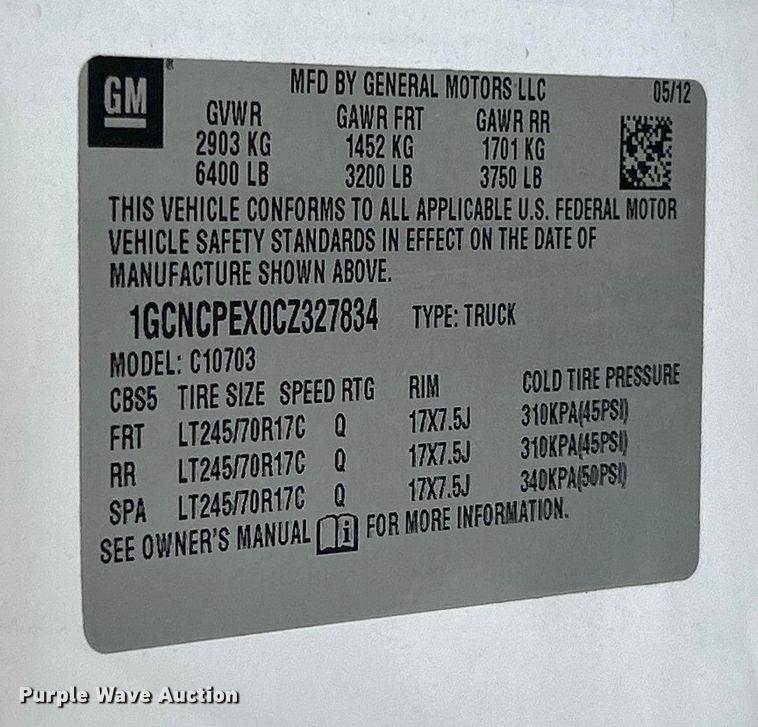 GM
MFD BY GENERAL MOTORS LLC 05/12
GVWR GAWR FRT GAWR RR
2903 KG 1452 KG 1701 KG
6400 LB 3200 LB 3750 LB
THIS VEHICLE CONFORMS TO ALL APPLICABLE U.S. FEDERAL MOTOR
VEHICLE SAFETY STANDARDS IN EFFECT ON THE DATE OF
MANUFACTURE SHOWN ABOVE.
1GCNCPEX0CZ327834 TYPE: TRUCK
MODEL: C10703
CBS5 TIRE SIZE SPEED RTG RIM COLD TIRE PRESSURE
FRT LT245/70R17C Q 17X7.5J 310KPA(45PSI)
RR LT245/70R17C Q 17X7.5J 310KPA(45PSI)
SPA LT245/70R17C Q 17X7.5J 340KPA(50PSI)
SEE OWNER'S MANUAL i FOR MORE INFORMATION.
Purple Wave Auction